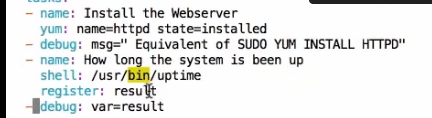 - name: Install the Webserver
yum: name=httpd state=installed
- debug: msg=" Equivalent of SUDO YUM INSTALL HTTPD"
- name: How long the system is been up
shell: /usr/bin/uptime
register: result
- debug: var=result